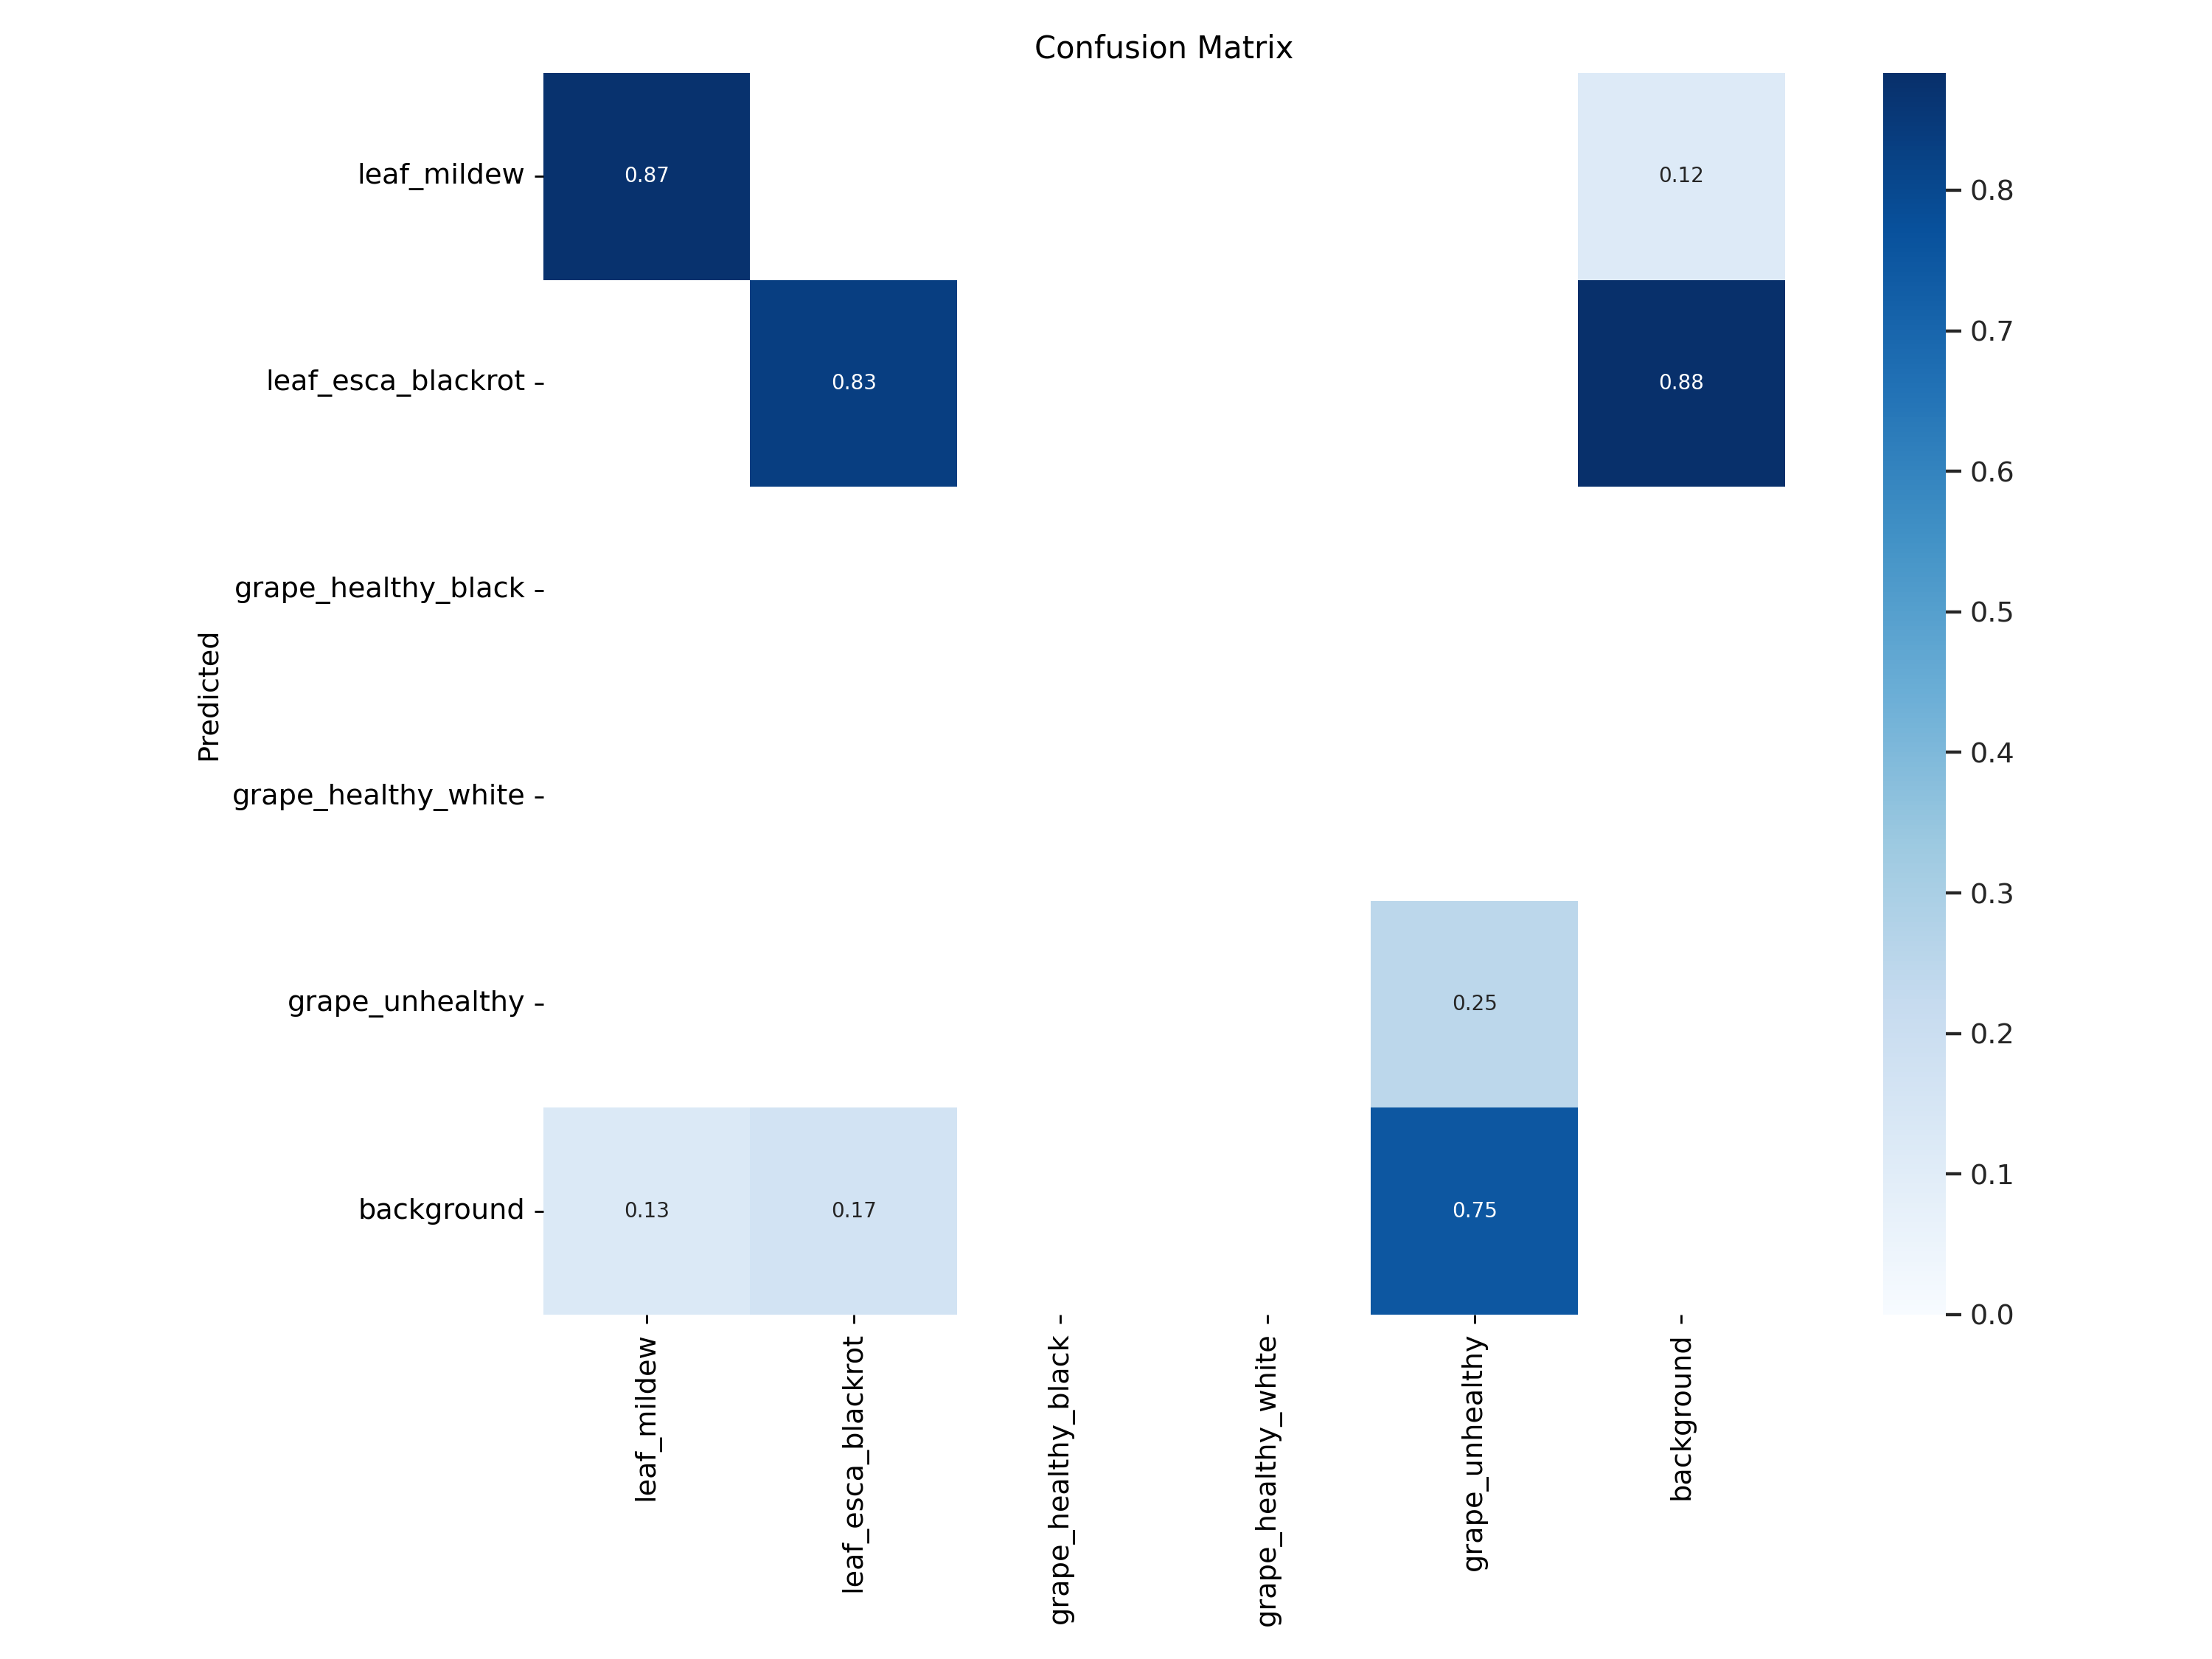 Confusion Matrix
leaf_mildew
0.87
0.12
leaf_esca_blackrot
0.83
0.88
grape_healthy_black
grape_healthy_white
grape_unhealthy
0.25
background
0.13
0.17
0.75
Predicted
leaf_mildew
leaf_esca_blackrot
grape_healthy_black
grape_healthy_white
grape_unhealthy
background
0.8
0.7
0.6
0.5
0.4
0.3
0.2
0.1
0.0